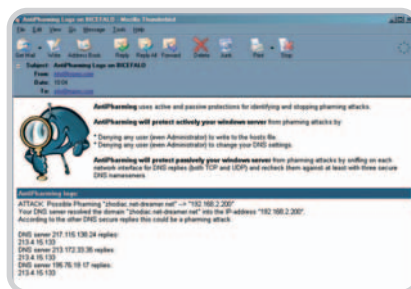 AntiPharming Logs on BICEFALO - Mozilla Thunderbird
File Edit View Go Message Tools Help
Get Mail Write Address Book Reply Reply All Forward Delete Junk Print Stop
Subject: AntiPharming Logs on BICEFALO
From:
Date: 10:04
To:
AntiPharming uses active and passive protections for identifying and stopping pharming attacks.
AntiPharming will protect actively your windows server from pharming attacks by:
* Denying any user (even Administrator) to write to the hosts file.
* Denying any user (even Administrator) to change your DNS settings.
AntiPharming will protect passively your windows server from pharming attacks by sniffing on each
network interface for DNS replies (both TCP and UDP) and recheck them against at least with three secure
DNS nameservers.
AntiPharming logs:
ATTACK: Possible Pharming "zhodiac.net-dreamer.net" --> "192.168.2.200"
Your DNS server resolved the domain "zhodiac.net-dreamer.net" into the IP-address "192.168.2.200".
According to the other DNS secure replies this could be a pharming attack.
DNS server 217.115.138.24 replies:
213.4.15.133
DNS server 213.172.33.35 replies:
213.4.15.133
DNS server 195.76.19.17 replies:
213.4.15.133